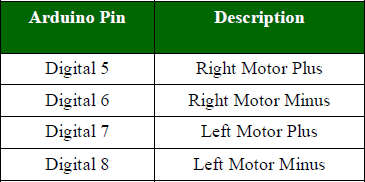 Arduino Pin Description
Digital 5 Right Motor Plus
Digital 6 Right Motor Minus
Digital 7 Left Motor Plus
Digital 8 Left Motor Minus